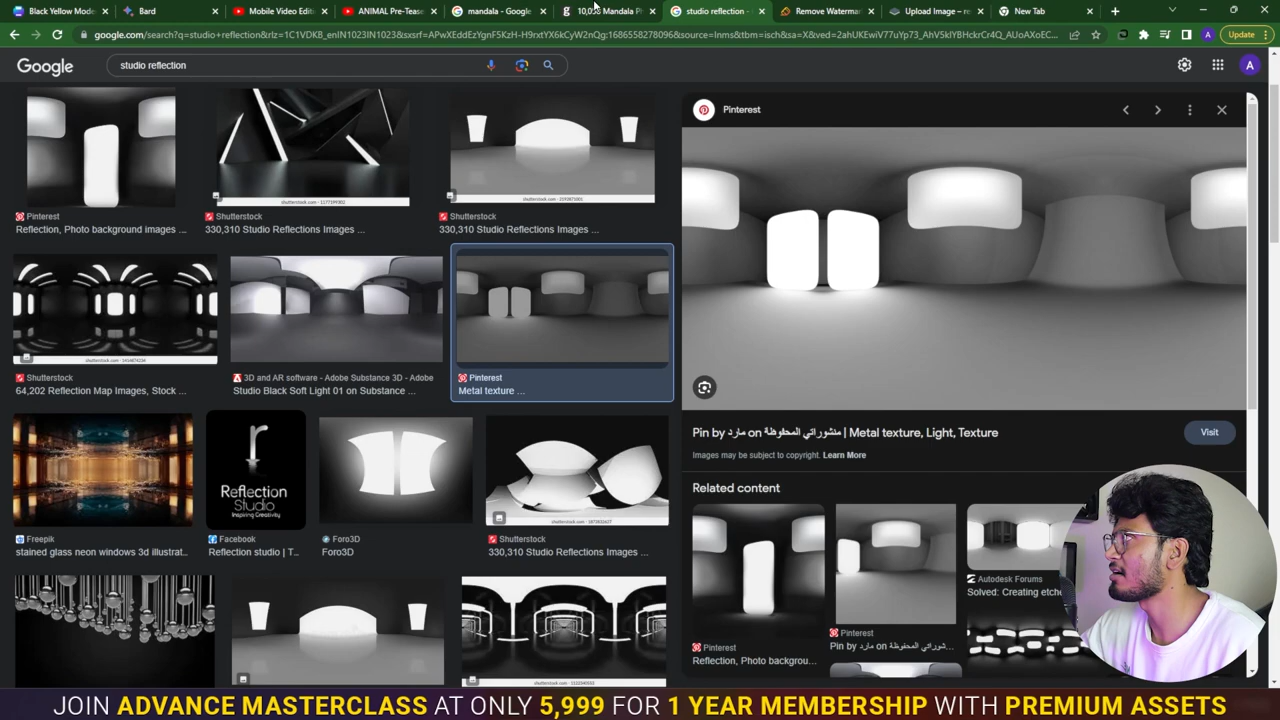 Black Yellow Mode
Bard
Mobile Video Edit
ANIMAL Pre-Tease
mandala - Google
Mandala P
studio reflection -
Remove Waterma
Upload Image – re
New Tab
Update
Google
studio reflection
A
Pinterest
Reflection, Photo background images ...
shutterstock.com · 1177199302
Shutterstock
330,310 Studio Reflections Images ...
Shutterstock
330,310 Studio Reflections Images ...
Shutterstock
64,202 Reflection Map Images, Stock ...
3D and AR software - Adobe Substance 3D - Adobe
Studio Black Soft Light 01 on Substance ...
Pinterest
Metal texture ...
Reflection
Studio
Inspiring Creativity
Freepik
stained glass neon windows 3d illustrat...
Facebook
Reflection studio | T...
Foro3D
Foro3D
Shutterstock
330,310 Studio Reflections Images ...
Pinterest
Pin by مارد on منشوراتي المحفوظة | Metal texture, Light, Texture
Visit
Images may be subject to copyright. Learn More
Related content
Pinterest
Reflection, Photo backgrou...
Pinterest
Autodesk Forums
Solved: Creating etche
JOIN ADVANCE MASTERCLASS AT ONLY 5,999 FOR 1 YEAR MEMBERSHIP WITH PREMIUM ASSETS